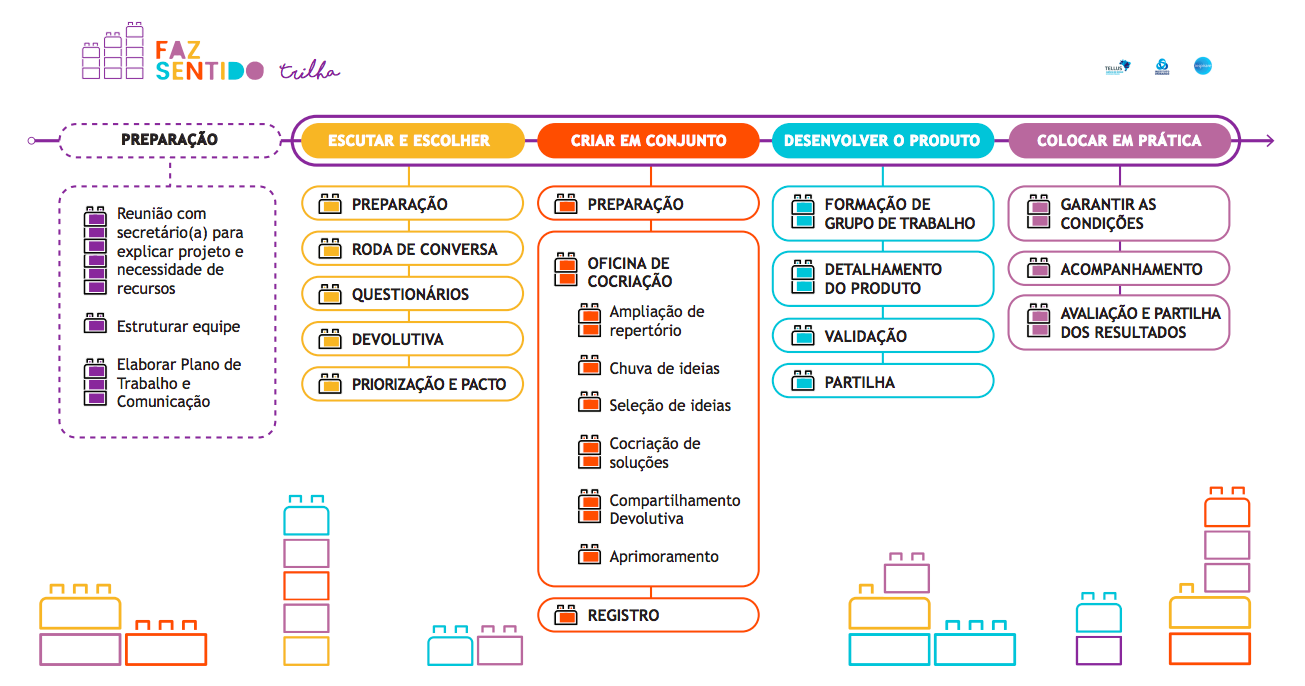 FAZ
SENTIDO trilha
TELLUS
PREPARAÇÃO
ESCUTAR E ESCOLHER
CRIAR EM CONJUNTO
DESENVOLVER O PRODUTO
COLOCAR EM PRÁTICA
Reunião com
secretário(a) para
explicar projeto e
necessidade de
recursos
Estruturar equipe
Elaborar Plano de
Trabalho e
Comunicação
PREPARAÇÃO
RODA DE CONVERSA
QUESTIONÁRIOS
DEVOLUTIVA
PRIORIZAÇÃO E PACTO
PREPARAÇÃO
OFICINA DE
COCRIAÇÃO
Ampliação de
repertório
Chuva de ideias
Seleção de ideias
Cocriação de
soluções
Compartilhamento
Devolutiva
Aprimoramento
REGISTRO
FORMAÇÃO DE
GRUPO DE TRABALHO
DETALHAMENTO
DO PRODUTO
VALIDAÇÃO
PARTILHA
GARANTIR AS
CONDIÇÕES
ACOMPANHAMENTO
AVALIAÇÃO E PARTILHA
DOS RESULTADOS